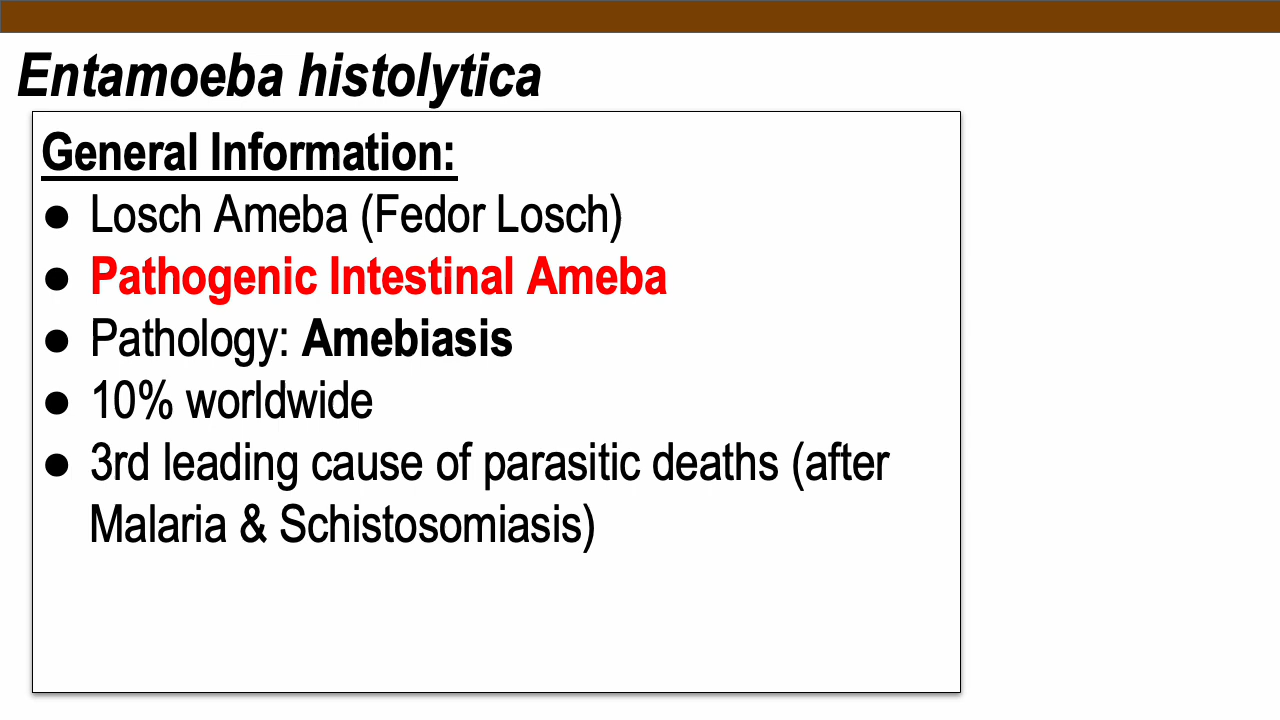 Entamoeba histolytica
General Information:
● Losch Ameba (Fedor Losch)
● Pathogenic Intestinal Ameba
● Pathology: Amebiasis
● 10% worldwide
● 3rd leading cause of parasitic deaths (after
Malaria & Schistosomiasis)